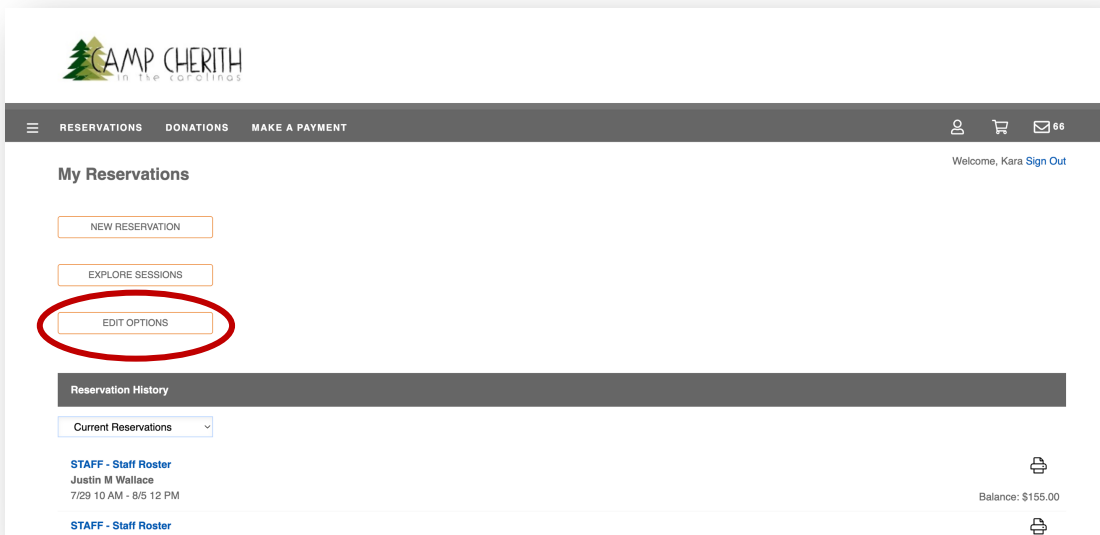 CAMP CHERITH
in the carolinas
RESERVATIONS DONATIONS MAKE A PAYMENT 66
Welcome, Kara Sign Out
My Reservations
NEW RESERVATION
EXPLORE SESSIONS
EDIT OPTIONS
Reservation History
Current Reservations
STAFF - Staff Roster
Justin M Wallace
7/29 10 AM - 8/5 12 PM Balance: $155.00
STAFF - Staff Roster